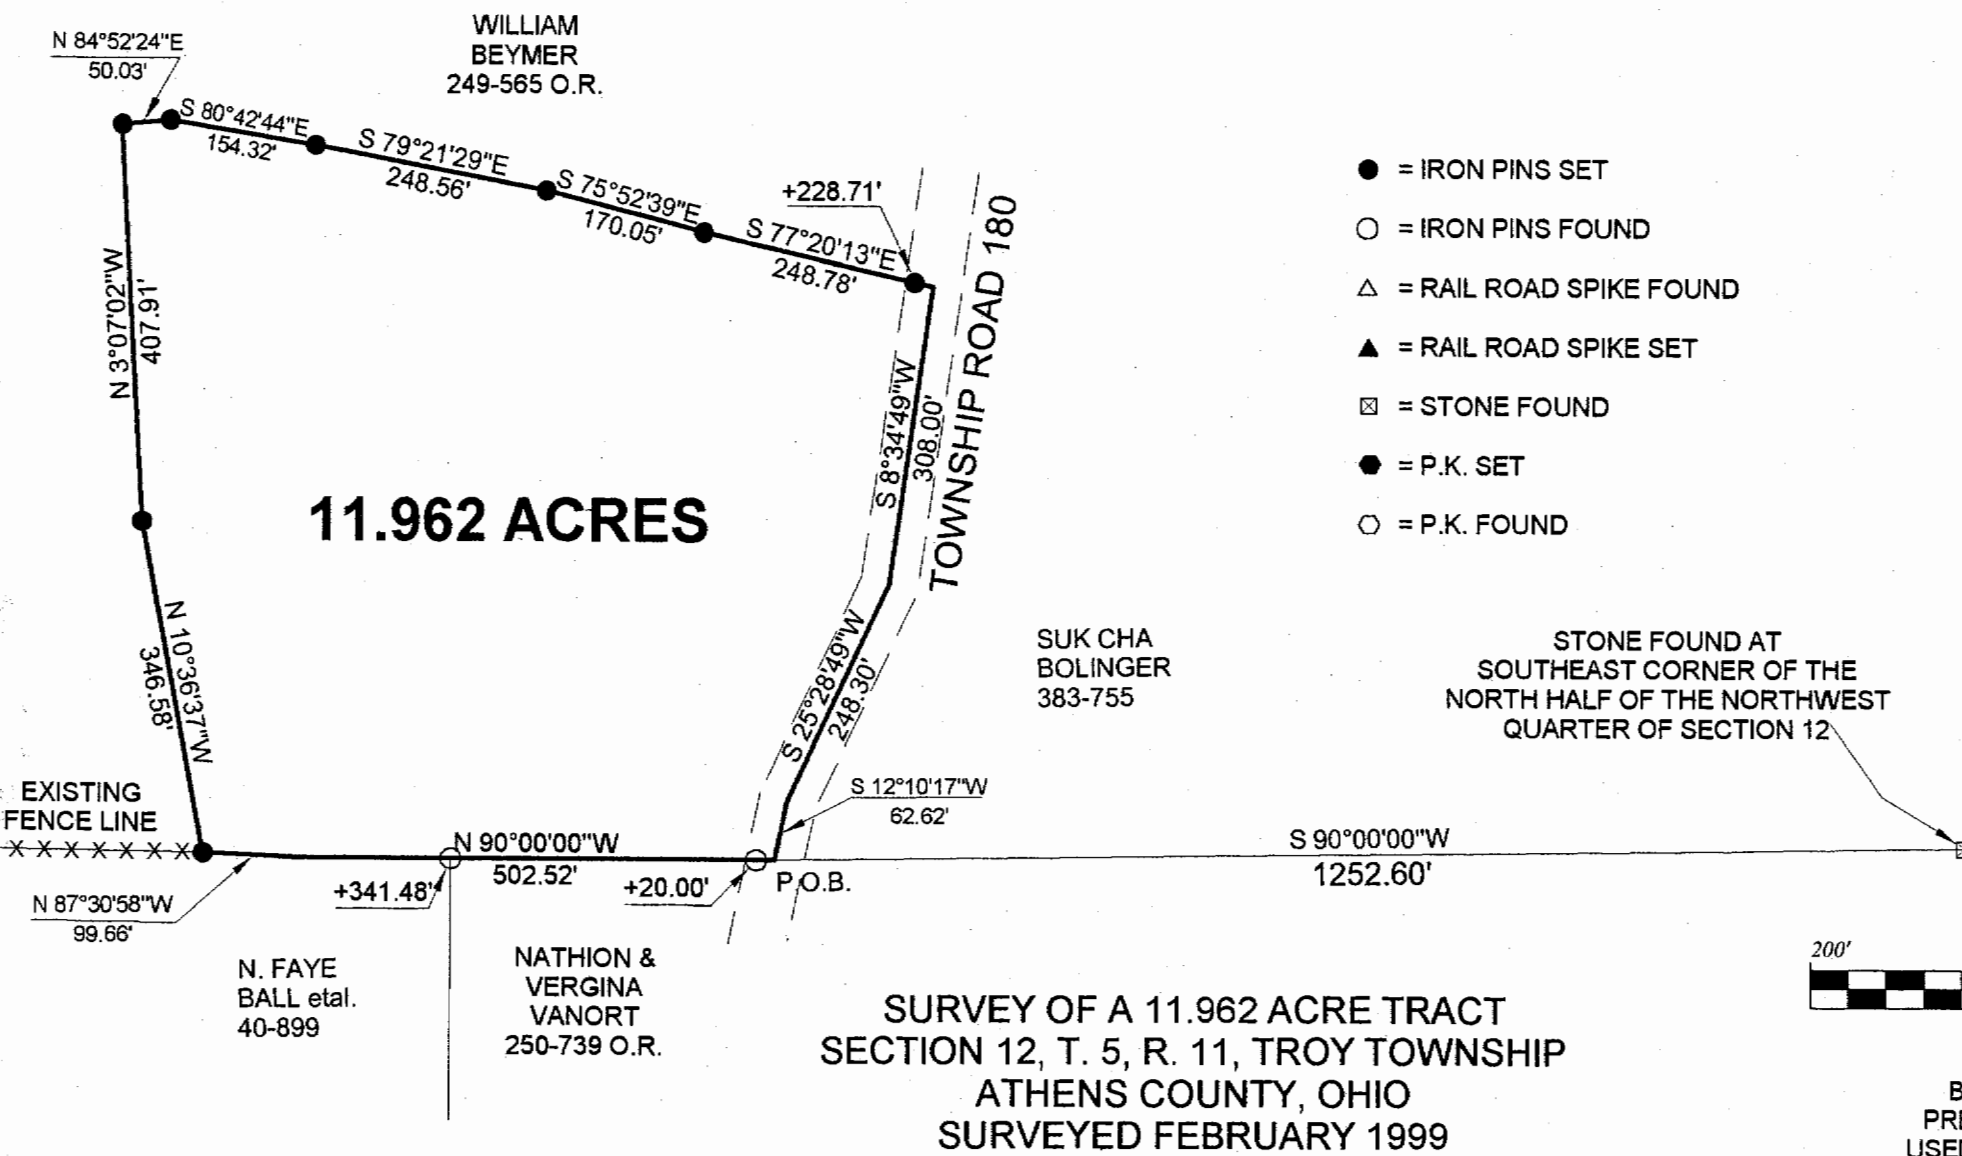 WILLIAM
BEYMER
249-565 O.R.
N 84°52'24"E
50.03'
S 80°42'44"E
154.32'
S 79°21'29"E
248.56'
S 75°52'39"E
170.05'
+228.71'
S 77°20'13"E
248.78'
TOWNSHIP ROAD 180
● = IRON PINS SET
○ = IRON PINS FOUND
△ = RAIL ROAD SPIKE FOUND
▲ = RAIL ROAD SPIKE SET
⊠ = STONE FOUND
⬢ = P.K. SET
⬡ = P.K. FOUND
N 3°07'02"W
407.91'
S 8°34'49"W
308.00'
11.962 ACRES
N 10°36'37"W
346.58'
S 25°28'49"W
248.30'
SUK CHA
BOLINGER
383-755
STONE FOUND AT
SOUTHEAST CORNER OF THE
NORTH HALF OF THE NORTHWEST
QUARTER OF SECTION 12
EXISTING
FENCE LINE
X X X X X X X
S 12°10'17"W
62.62'
N 90°00'00"W
502.52'
S 90°00'00"W
1252.60'
+341.48'
+20.00'
P.O.B.
N 87°30'58"W
99.66'
N. FAYE
BALL etal.
40-899
NATHION &
VERGINA
VANORT
250-739 O.R.
200'
SURVEY OF A 11.962 ACRE TRACT
SECTION 12, T. 5, R. 11, TROY TOWNSHIP
ATHENS COUNTY, OHIO
SURVEYED FEBRUARY 1999